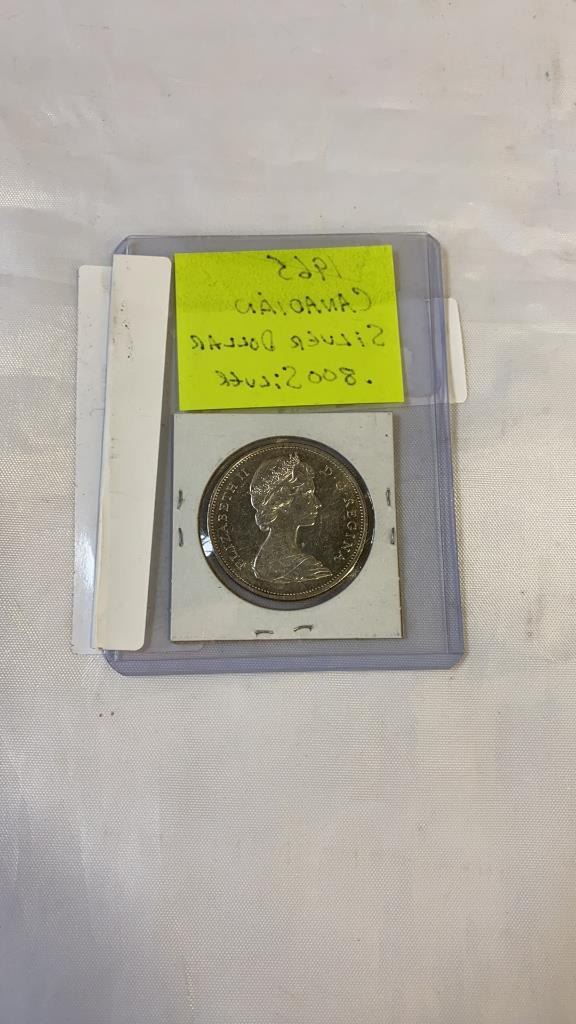 1965
CANADIAN
SILVER DOLLAR
.800 SILVER
ELIZABETH II D·G·REGINA